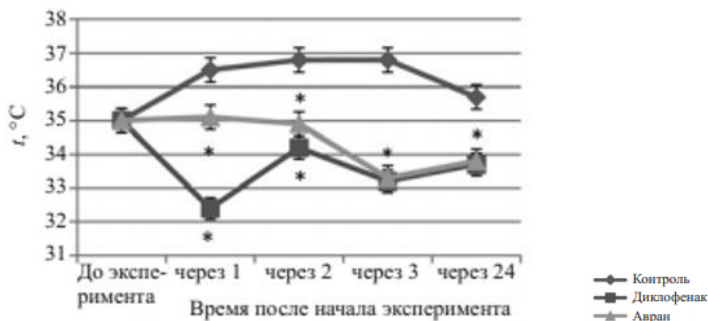 38
37
36
35
34
33
32
31
t, °C
*
*
*
*
*
*
До экспе-
римента
через 1
через 2
через 3
через 24
Время после начала эксперимента
Контроль
Диклофенак
Авран